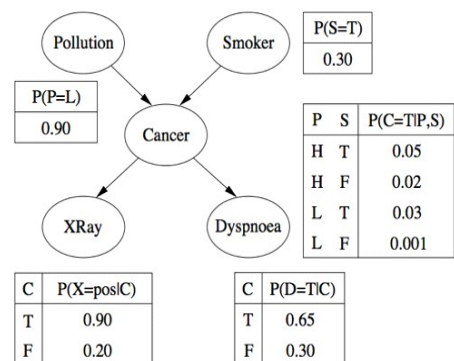 Pollution
Smoker
P(S=T)
0.30
P(P=L)
0.90
Cancer
P S P(C=T|P,S)
H T 0.05
H F 0.02
L T 0.03
L F 0.001
XRay
Dyspnoea
C P(X=pos|C)
T 0.90
F 0.20
C P(D=T|C)
T 0.65
F 0.30